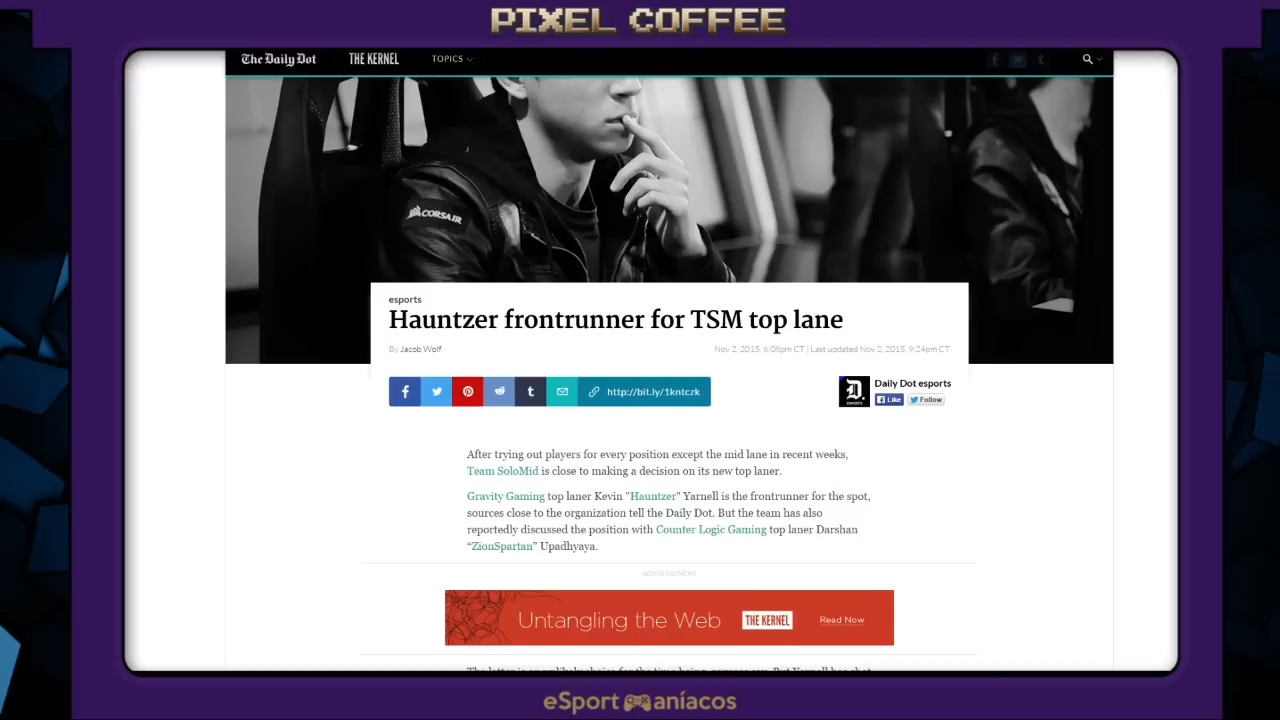 PIXEL COFFEE
The Daily Dot THE KERNEL TOPICS
CORSAIR
esports
Hauntzer frontrunner for TSM top lane
By Jacob Wolf Nov 2, 2015, 6:08pm CT | Last updated Nov 2, 2015, 9:24pm CT
http://bit.ly/1kntczk
Daily Dot esports
Like Follow
After trying out players for every position except the mid lane in recent weeks,
Team SoloMid is close to making a decision on its new top laner.
Gravity Gaming top laner Kevin "Hauntzer" Yarnell is the frontrunner for the spot,
sources close to the organization tell the Daily Dot. But the team has also
reportedly discussed the position with Counter Logic Gaming top laner Darshan
“ZionSpartan” Upadhyaya.
ADVERTISEMENT
Untangling the Web THE KERNEL Read Now
eSport maníacos